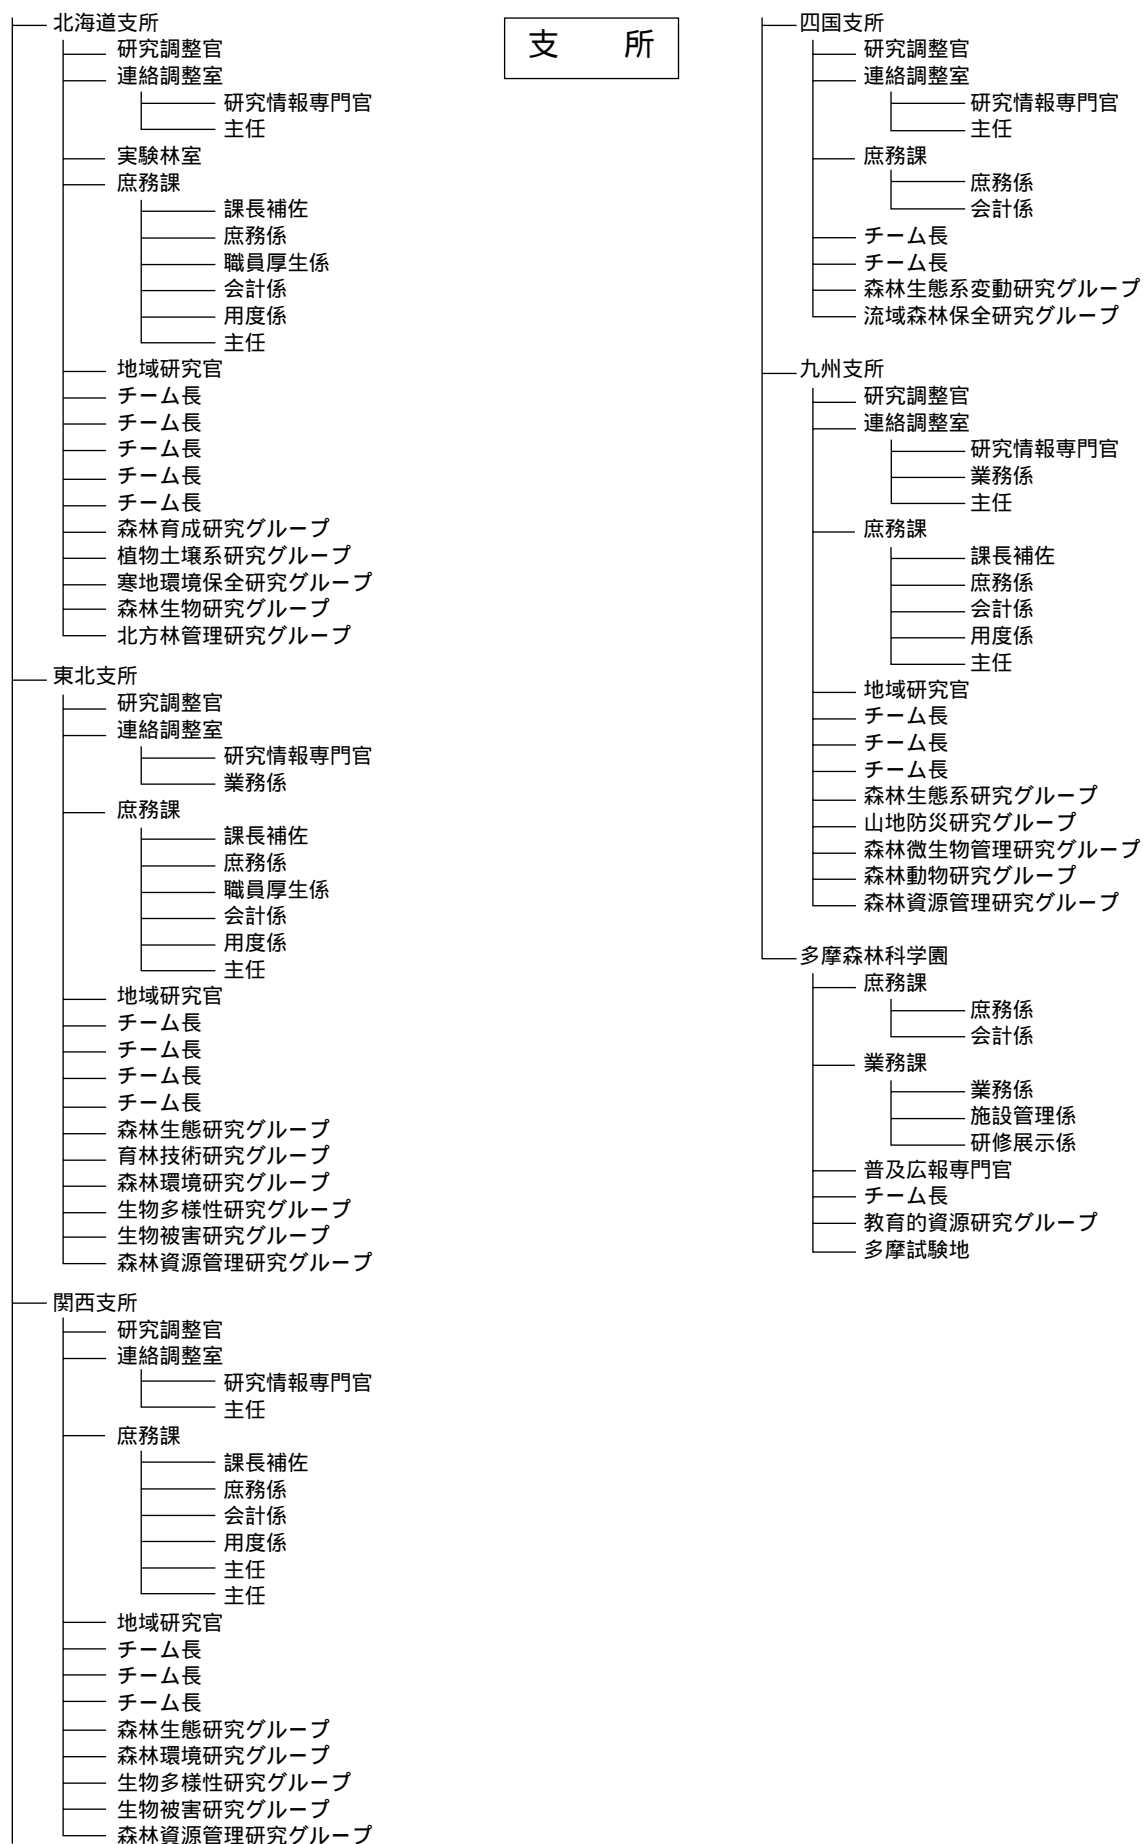 支　所
北海道支所
研究調整官
連絡調整室
研究情報専門官
主任
実験林室
庶務課
課長補佐
庶務係
職員厚生係
会計係
用度係
主任
地域研究官
チーム長
チーム長
チーム長
チーム長
チーム長
森林育成研究グループ
植物土壌系研究グループ
寒地環境保全研究グループ
森林生物研究グループ
北方林管理研究グループ
東北支所
研究調整官
連絡調整室
研究情報専門官
業務係
庶務課
課長補佐
庶務係
職員厚生係
会計係
用度係
主任
地域研究官
チーム長
チーム長
チーム長
チーム長
森林生態研究グループ
育林技術研究グループ
森林環境研究グループ
生物多様性研究グループ
生物被害研究グループ
森林資源管理研究グループ
関西支所
研究調整官
連絡調整室
研究情報専門官
主任
庶務課
課長補佐
庶務係
会計係
用度係
主任
主任
地域研究官
チーム長
チーム長
チーム長
森林生態研究グループ
森林環境研究グループ
生物多様性研究グループ
生物被害研究グループ
森林資源管理研究グループ
四国支所
研究調整官
連絡調整室
研究情報専門官
主任
庶務課
庶務係
会計係
チーム長
チーム長
森林生態系変動研究グループ
流域森林保全研究グループ
九州支所
研究調整官
連絡調整室
研究情報専門官
業務係
主任
庶務課
課長補佐
庶務係
会計係
用度係
主任
地域研究官
チーム長
チーム長
チーム長
森林生態系研究グループ
山地防災研究グループ
森林微生物管理研究グループ
森林動物研究グループ
森林資源管理研究グループ
多摩森林科学園
庶務課
庶務係
会計係
業務課
業務係
施設管理係
研修展示係
普及広報専門官
チーム長
教育的資源研究グループ
多摩試験地